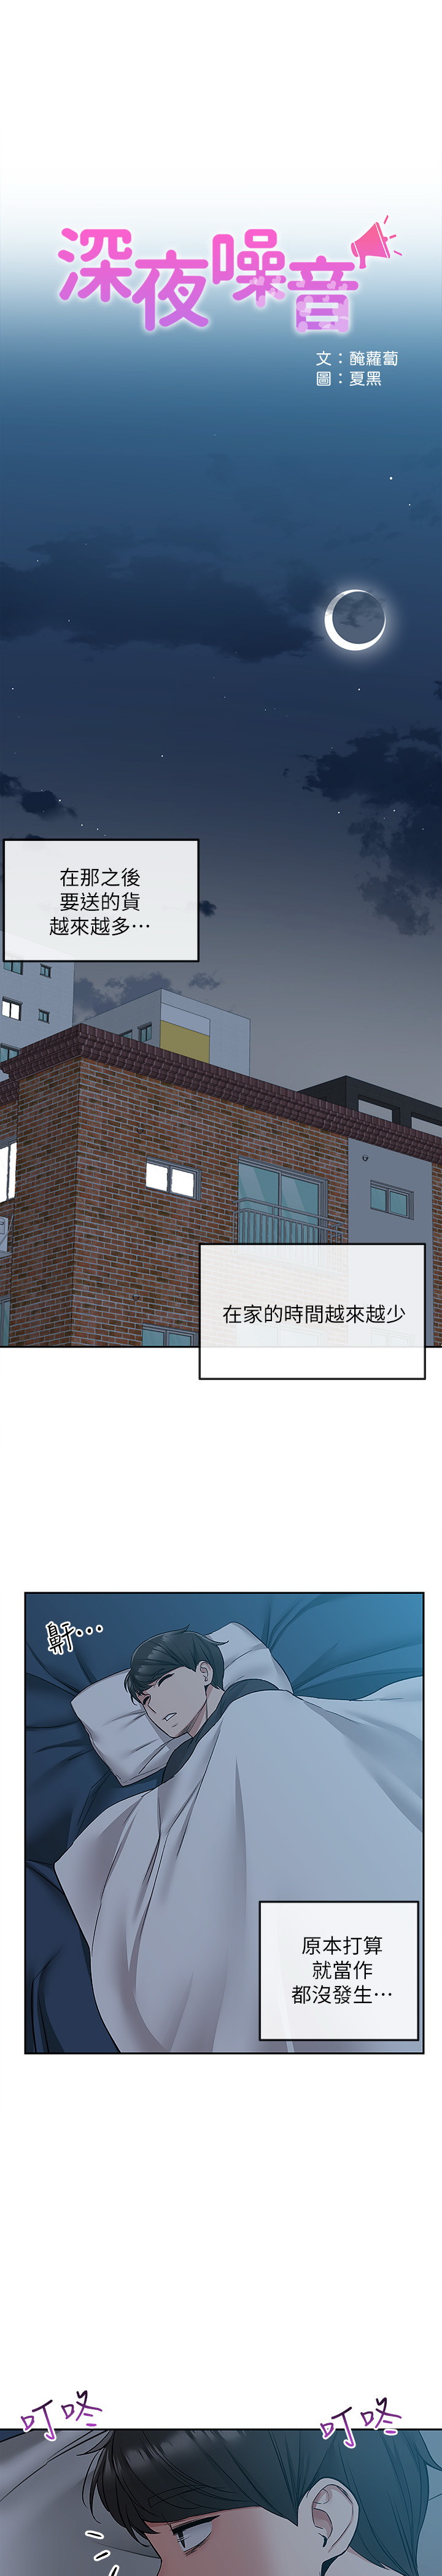 深夜噪音
文：醃蘿蔔
圖：夏黑
在那之後
要送的貨
越來越多…
在家的時間越來越少
鼾…
原本打算
就當作
都沒發生…
叮咚
叮咚